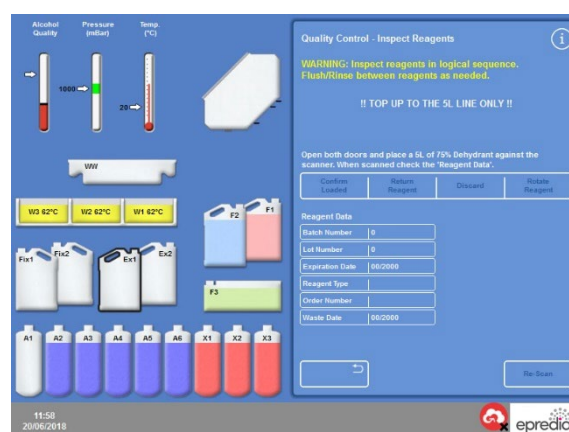 Alcohol Quality
Pressure (mBar)
Temp. (°C)
1000
20
WW
W3 62°C
W2 62°C
W1 62°C
F2
F1
Fix1
Fix2
Ex1
Ex2
F3
A1
A2
A3
A4
A5
A6
X1
X2
X3
Quality Control - Inspect Reagents
i
WARNING: Inspect reagents in logical sequence.
Flush/Rinse between reagents as needed.
!! TOP UP TO THE 5L LINE ONLY !!
Open both doors and place a 5L of 75% Dehydrant against the
scanner. When scanned check the 'Reagent Data'.
Confirm Loaded
Return Reagent
Discard
Rotate Reagent
Reagent Data
Batch Number 0
Lot Number 0
Expiration Date 00/2000
Reagent Type
Order Number
Waste Date 00/2000
Re-Scan
11:58
20/06/2018
epredia